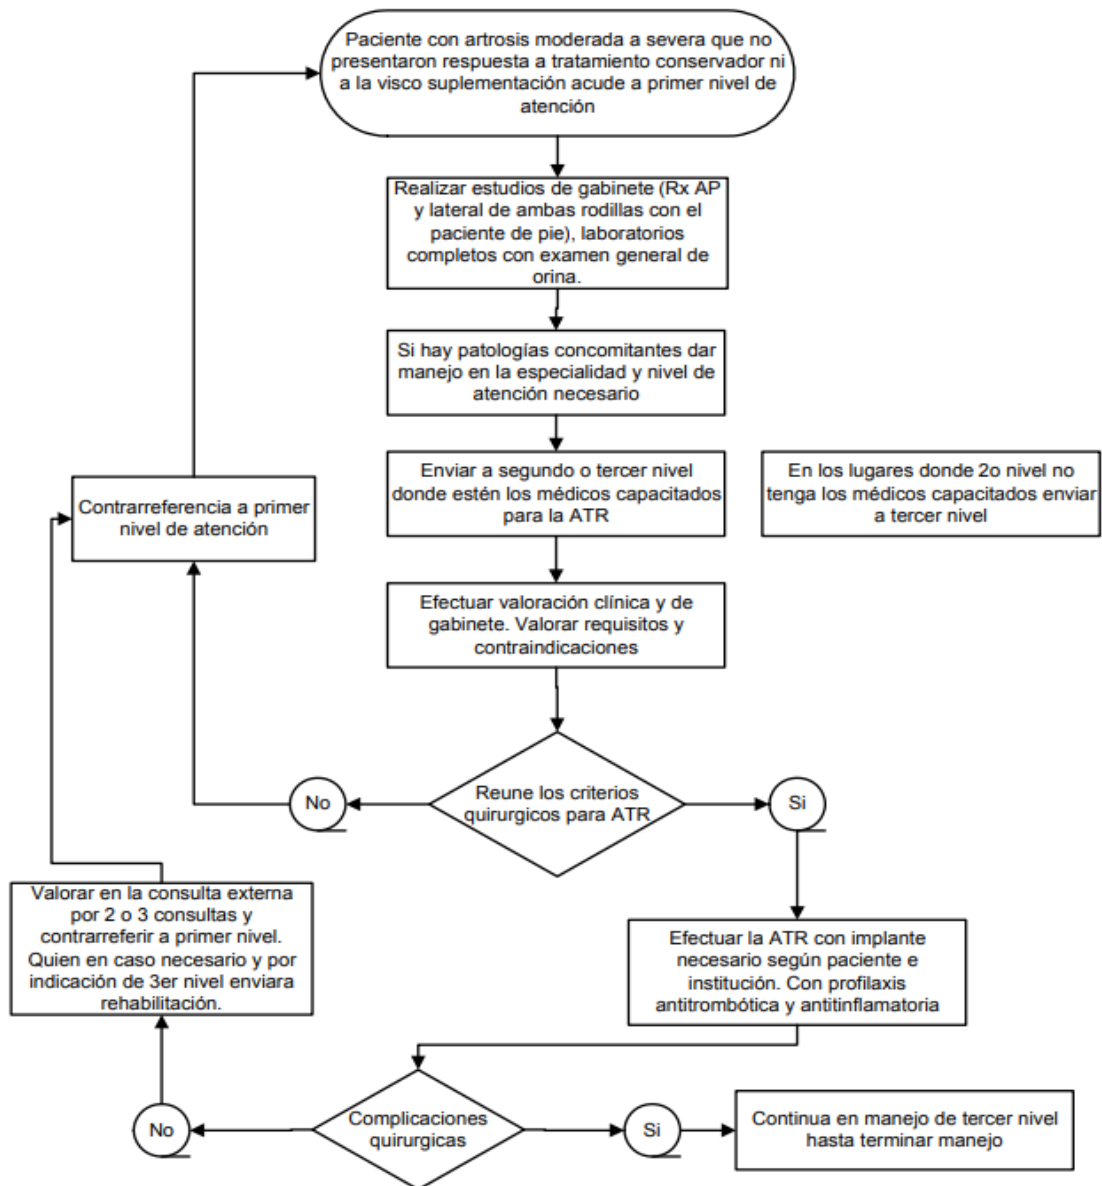 Paciente con artrosis moderada a severa que no
presentaron respuesta a tratamiento conservador ni
a la visco suplementación acude a primer nivel de
atención
Realizar estudios de gabinete (Rx AP
y lateral de ambas rodillas con el
paciente de pie), laboratorios
completos con examen general de
orina.
Si hay patologías concomitantes dar
manejo en la especialidad y nivel de
atención necesario
Enviar a segundo o tercer nivel
donde estén los médicos capacitados
para la ATR
En los lugares donde 2o nivel no
tenga los médicos capacitados enviar
a tercer nivel
Contrarreferencia a primer
nivel de atención
Efectuar valoración clínica y de
gabinete. Valorar requisitos y
contraindicaciones
Reune los criterios
quirurgicos para ATR
No
Si
Valorar en la consulta externa
por 2 o 3 consultas y
contrarreferir a primer nivel.
Quien en caso necesario y por
indicación de 3er nivel enviara
rehabilitación.
Efectuar la ATR con implante
necesario según paciente e
institución. Con profilaxis
antitrombótica y antitinflamatoria
Complicaciones
quirurgicas
No
Si
Continua en manejo de tercer nivel
hasta terminar manejo